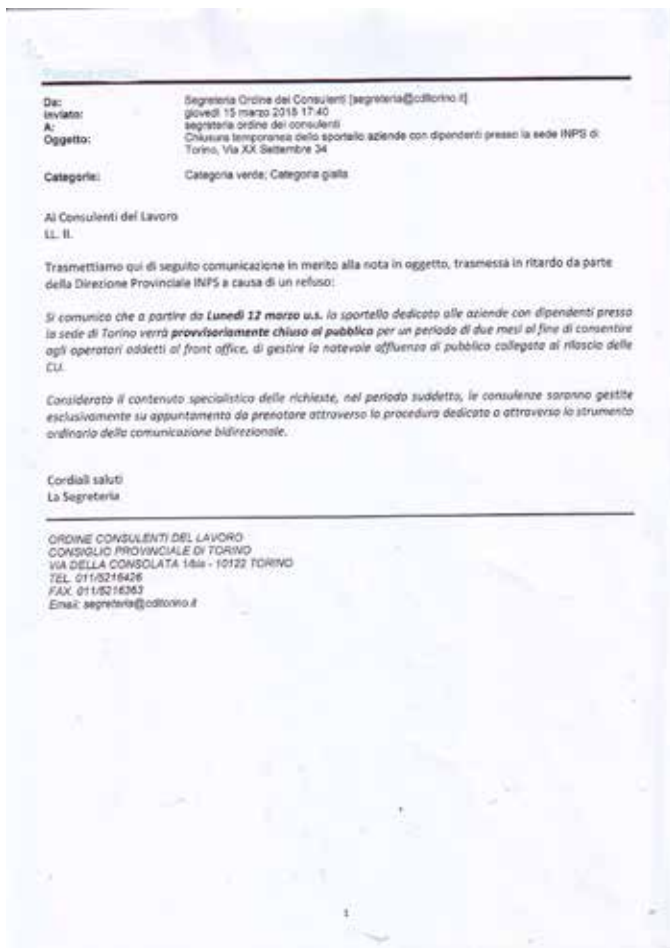 Da: Segreteria Ordine dei Consulenti [segreteria@cdltorino.it]
Inviato: giovedì 15 marzo 2018 17:40
A: segreteria ordine dei consulenti
Oggetto: Chiusura temporanea dello sportello aziende con dipendenti presso la sede INPS di
Torino, Via XX Settembre 34
Categorie: Categoria verde; Categoria gialla
Ai Consulenti del Lavoro
LL. II.
Trasmettiamo qui di seguito comunicazione in merito alla nota in oggetto, trasmessa in ritardo da parte
della Direzione Provinciale INPS a causa di un refuso:
Si comunica che a partire da Lunedì 12 marzo u.s. lo sportello dedicato alle aziende con dipendenti presso
la sede di Torino verrà provvisoriamente chiuso al pubblico per un periodo di due mesi al fine di consentire
agli operatori addetti al front office, di gestire la notevole affluenza di pubblico collegata al rilascio delle
CU.
Considerato il contenuto specialistico delle richieste, nel periodo suddetto, le consulenze saranno gestite
esclusivamente su appuntamento da prenotare attraverso la procedura dedicata o attraverso lo strumento
ordinario della comunicazione bidirezionale.
Cordiali saluti
La Segreteria
ORDINE CONSULENTI DEL LAVORO
CONSIGLIO PROVINCIALE DI TORINO
VIA DELLA CONSOLATA 1/bis - 10122 TORINO
TEL. 011/5216426
FAX. 011/5216363
Email: segreteria@cdltorino.it
1